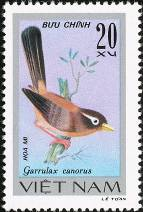 BƯU CHÍNH
20
XU
HỌA MI
Garrulax canorus
VIỆT NAM
LÊ TOÀN